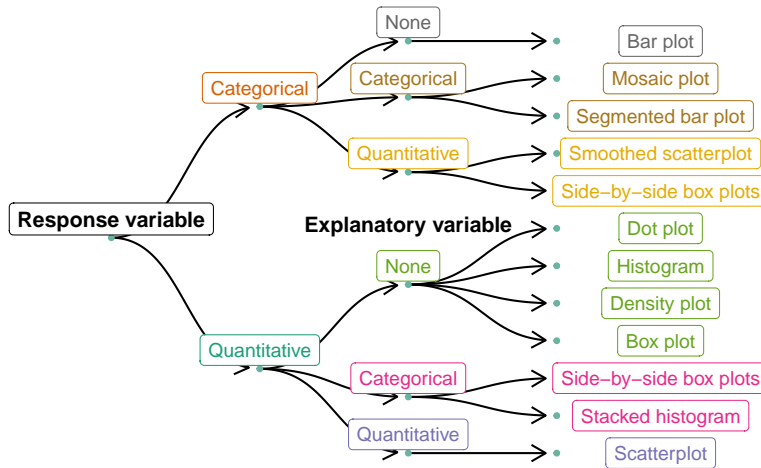 None
Bar plot
Categorical
Categorical
Mosaic plot
Segmented bar plot
Quantitative
Smoothed scatterplot
Side−by−side box plots
Response variable
Explanatory variable
Dot plot
None
Histogram
Density plot
Box plot
Quantitative
Categorical
Side−by−side box plots
Stacked histogram
Quantitative
Scatterplot